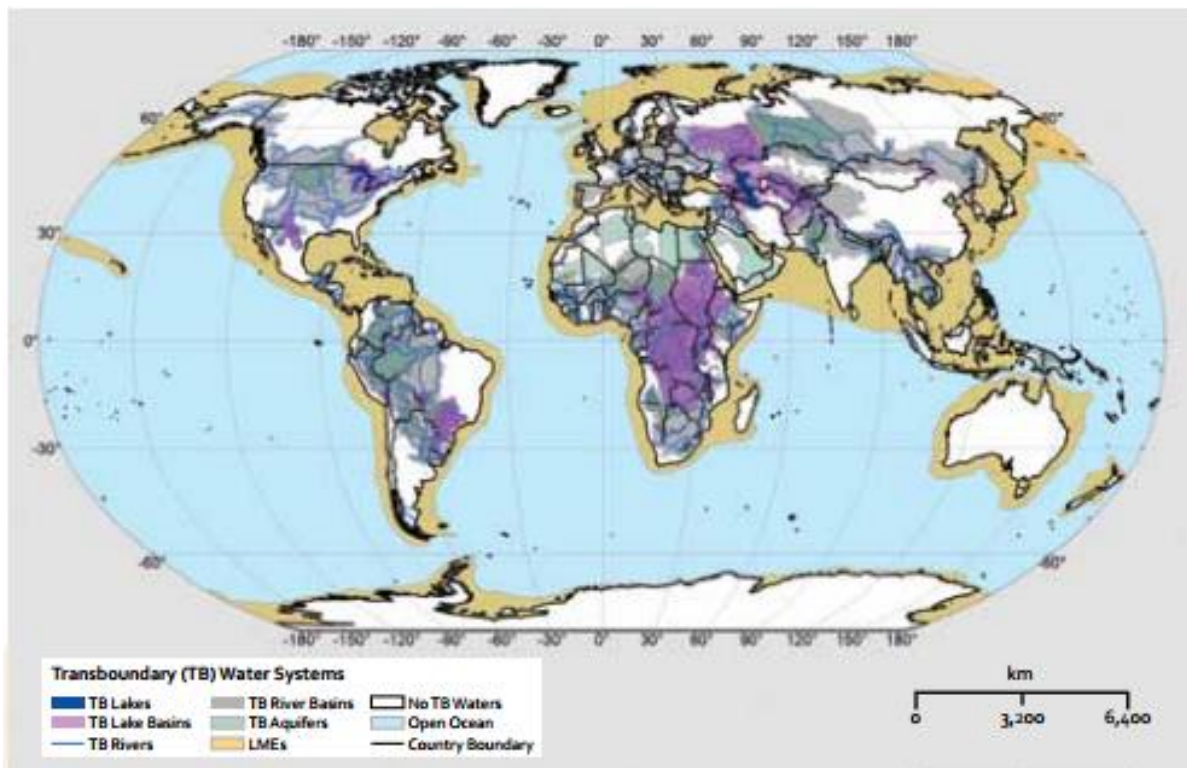 -180° -150° -120° -90° -30° 0° 30° 60° 90° 120° 150° 180°
60° 60°
30°
0°
-30°
-60° -60°
-180° -150° -120° -90° -30° 0° 30° 60° 90° 120° 150° 180°
Transboundary (TB) Water Systems
TB Lakes TB River Basins No TB Waters
TB Lake Basins TB Aquifers Open Ocean
TB Rivers LMEs Country Boundary
km
0 3,200 6,400